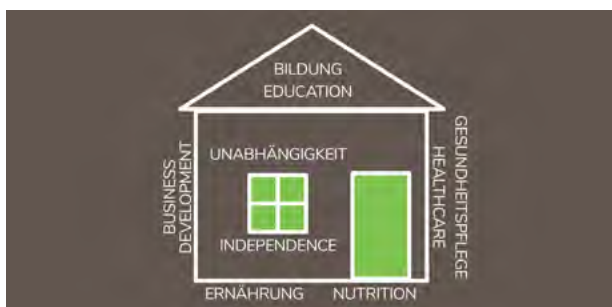 BILDUNG
EDUCATION
UNABHÄNGIGKEIT
INDEPENDENCE
BUSINESS
DEVELOPMENT
GESUNDHEITSPFLEGE
HEALTHCARE
ERNÄHRUNG NUTRITION